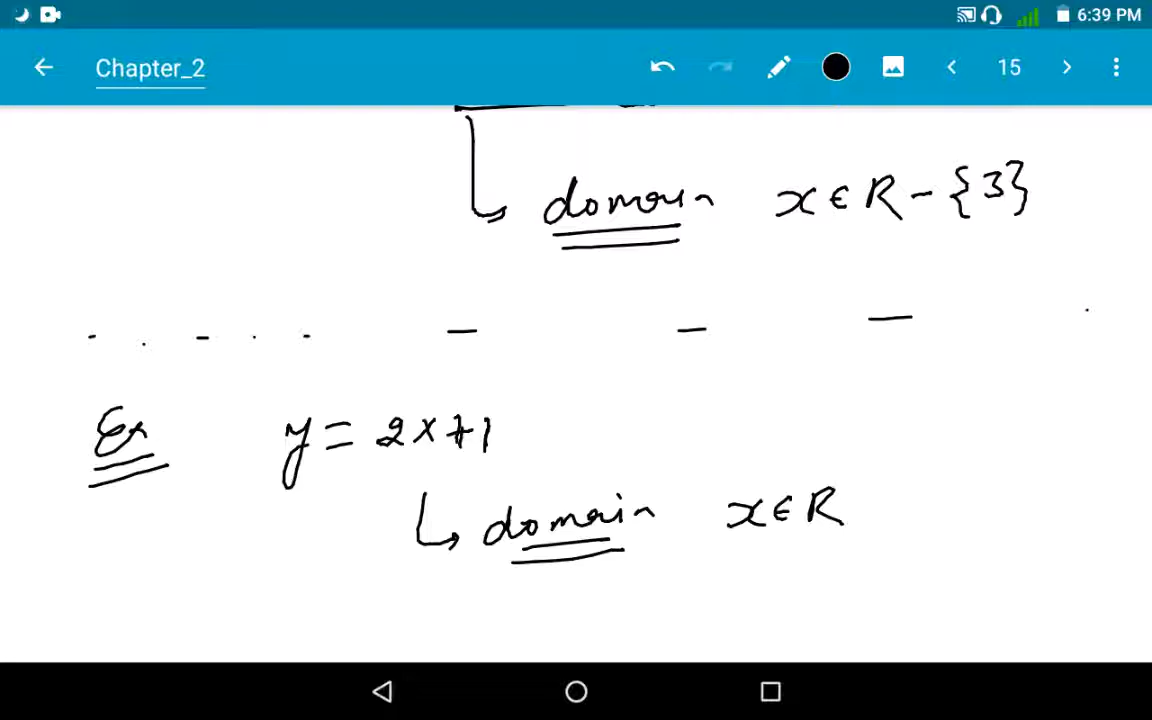 6:39 PM
Chapter_2
15
domain x ∈ R - {3}
Ex y = 2x+1
domain x ∈ R